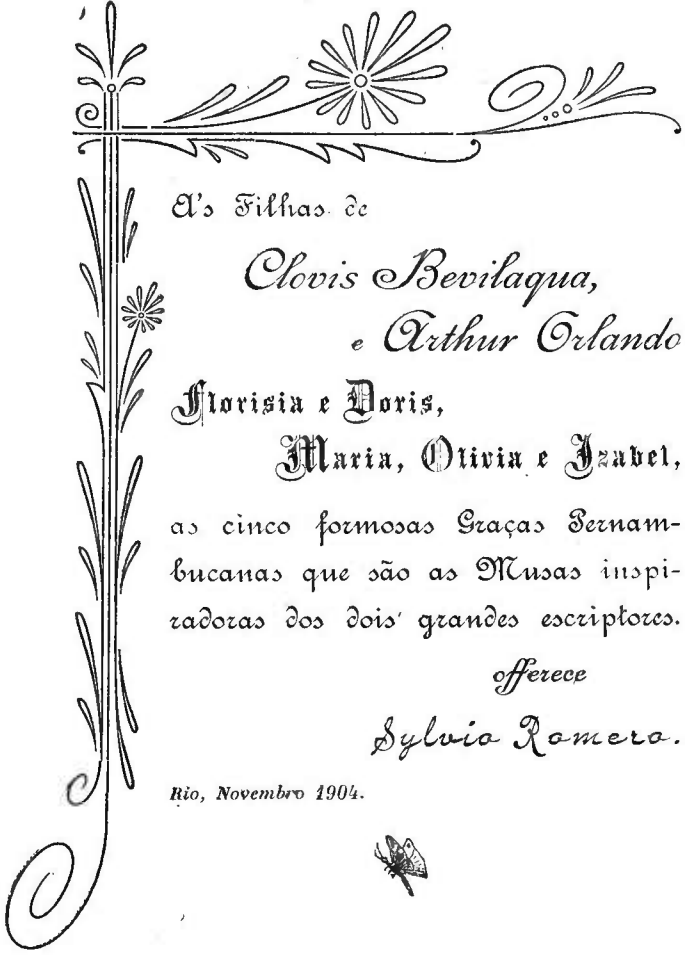 A's Filhas de
Clovis Bevilaqua,
e Arthur Orlando
Florisia e Doris,
Maria, Olivia e Izabel,
as cinco formosas Graças Pernam-
bucanas que são as Musas inspi-
radoras dos dois grandes escriptores.
offerece
Sylvio Romero.
Rio, Novembro 1904.